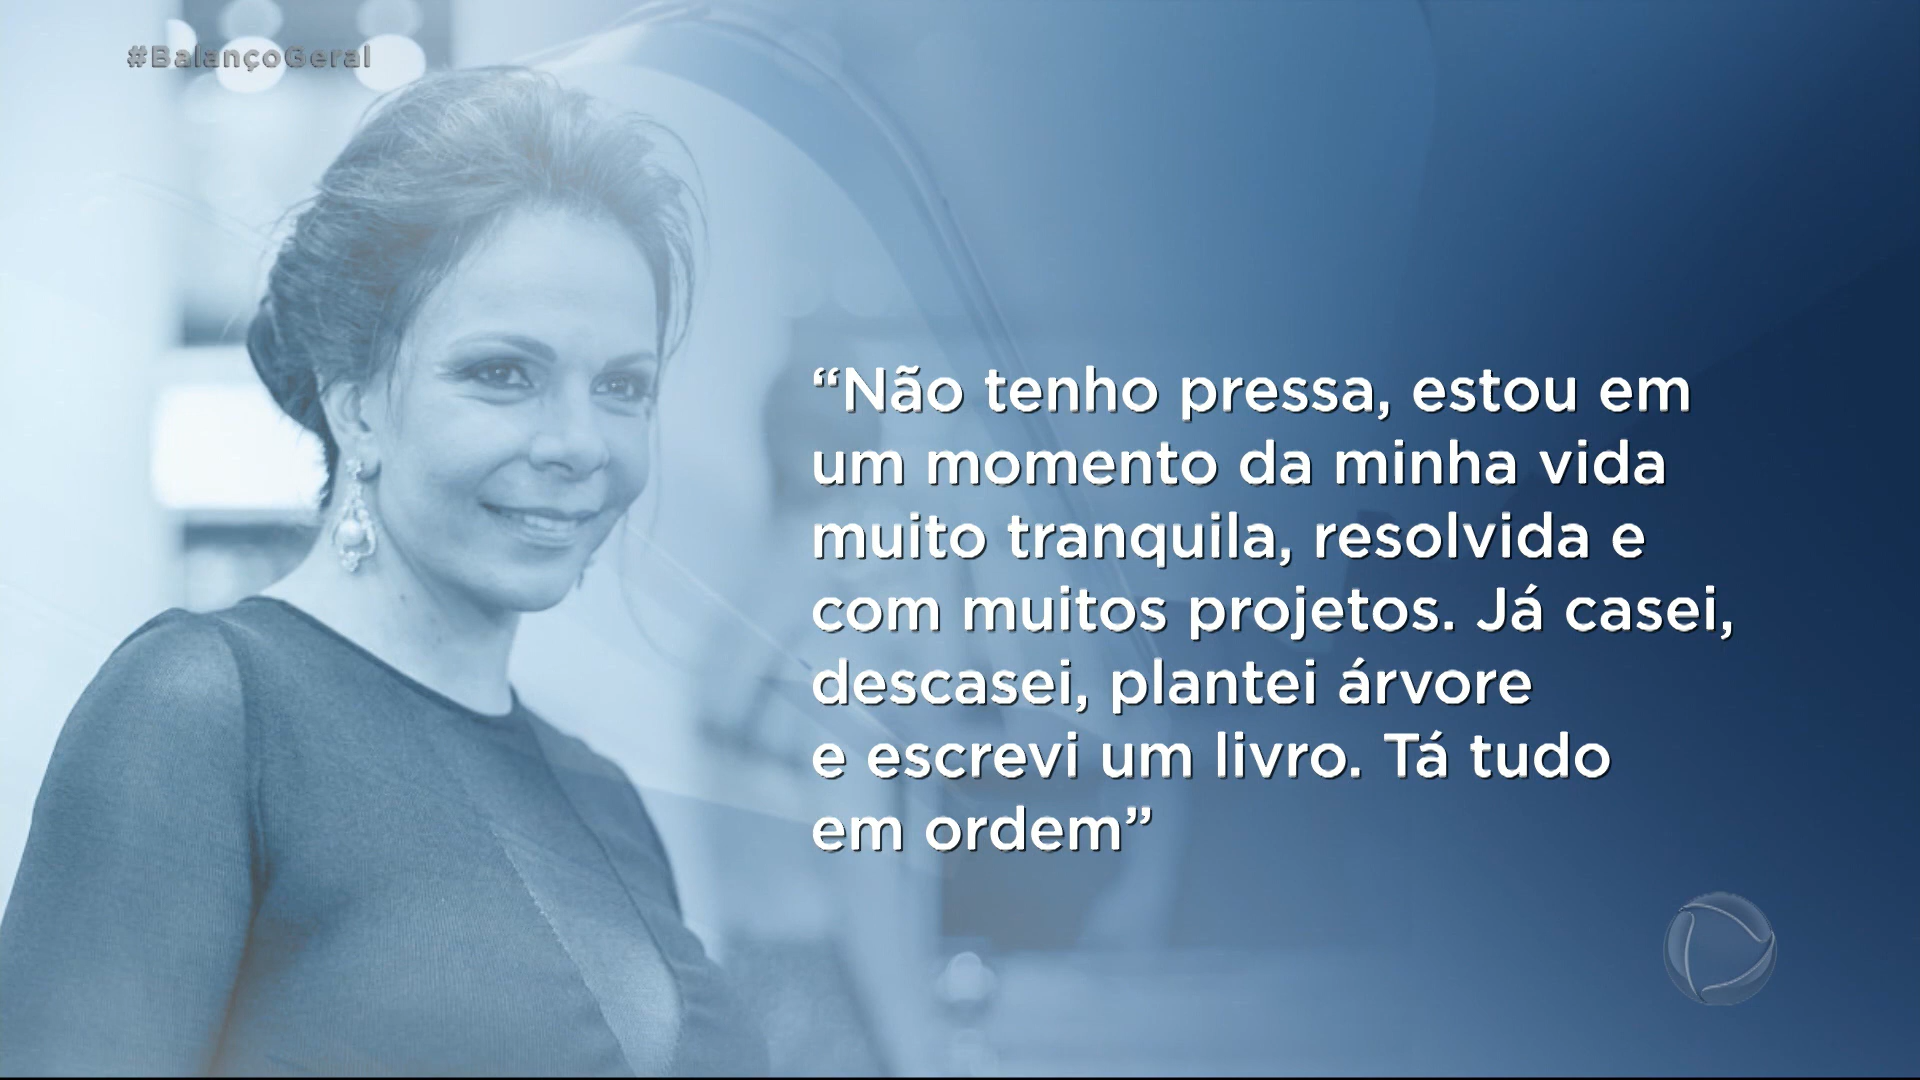 #BalançoGeral
“Não tenho pressa, estou em
um momento da minha vida
muito tranquila, resolvida e
com muitos projetos. Já casei,
descasei, plantei árvore
e escrevi um livro. Tá tudo
em ordem”